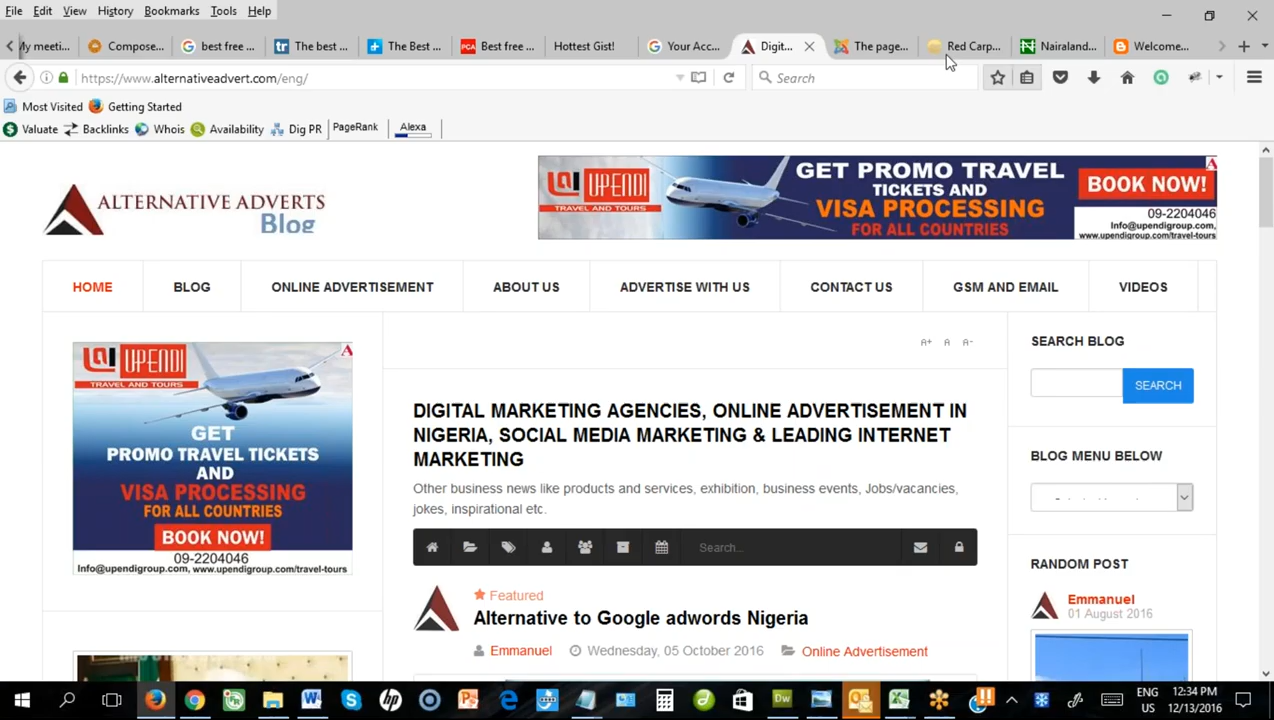 File Edit View History Bookmarks Tools Help
My meeti... Compose... best free ... The best ... The Best ... Best free ... Hottest Gist! Your Acc... Digit... The page... Red Carp... Nairaland... Welcome...
https://www.alternativeadvert.com/eng/ Search
Most Visited Getting Started
Valuate Backlinks Whois Availability Dig PR PageRank Alexa
ALTERNATIVE ADVERTS
Blog
UPENDI
TRAVEL AND TOURS
GET PROMO TRAVEL
TICKETS AND
VISA PROCESSING
FOR ALL COUNTRIES
BOOK NOW!
09-2204046
Info@upendigroup.com,
www.upendigroup.com/travel-tours
HOME BLOG ONLINE ADVERTISEMENT ABOUT US ADVERTISE WITH US CONTACT US GSM AND EMAIL VIDEOS
UPENDI
TRAVEL AND TOURS
GET
PROMO TRAVEL TICKETS
AND
VISA PROCESSING
FOR ALL COUNTRIES
BOOK NOW!
09-2204046
Info@upendigroup.com, www.upendigroup.com/travel-tours
A+ A A-
DIGITAL MARKETING AGENCIES, ONLINE ADVERTISEMENT IN
NIGERIA, SOCIAL MEDIA MARKETING & LEADING INTERNET
MARKETING
Other business news like products and services, exhibition, business events, Jobs/vacancies,
jokes, inspirational etc.
Search...
Featured
Alternative to Google adwords Nigeria
Emmanuel Wednesday, 05 October 2016 Online Advertisement
SEARCH BLOG
SEARCH
BLOG MENU BELOW
RANDOM POST
Emmanuel
01 August 2016
ENG
US
12:34 PM
12/13/2016